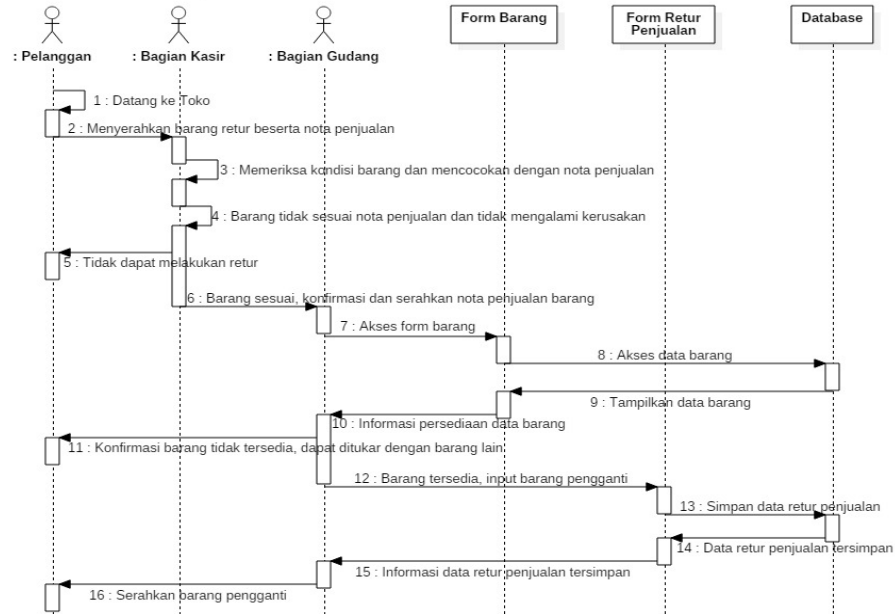 Form Barang
Form Retur
Penjualan
Database
: Pelanggan
: Bagian Kasir
: Bagian Gudang
1 : Datang ke Toko
2 : Menyerahkan barang retur beserta nota penjualan
3 : Memeriksa kondisi barang dan mencocokan dengan nota penjualan
4 : Barang tidak sesuai nota penjualan dan tidak mengalami kerusakan
5 : Tidak dapat melakukan retur
6 : Barang sesuai, konfirmasi dan serahkan nota penjualan barang
7 : Akses form barang
8 : Akses data barang
9 : Tampilkan data barang
10 : Informasi persediaan data barang
11 : Konfirmasi barang tidak tersedia, dapat ditukar dengan barang lain
12 : Barang tersedia, input barang pengganti
13 : Simpan data retur penjualan
14 : Data retur penjualan tersimpan
15 : Informasi data retur penjualan tersimpan
16 : Serahkan barang pengganti